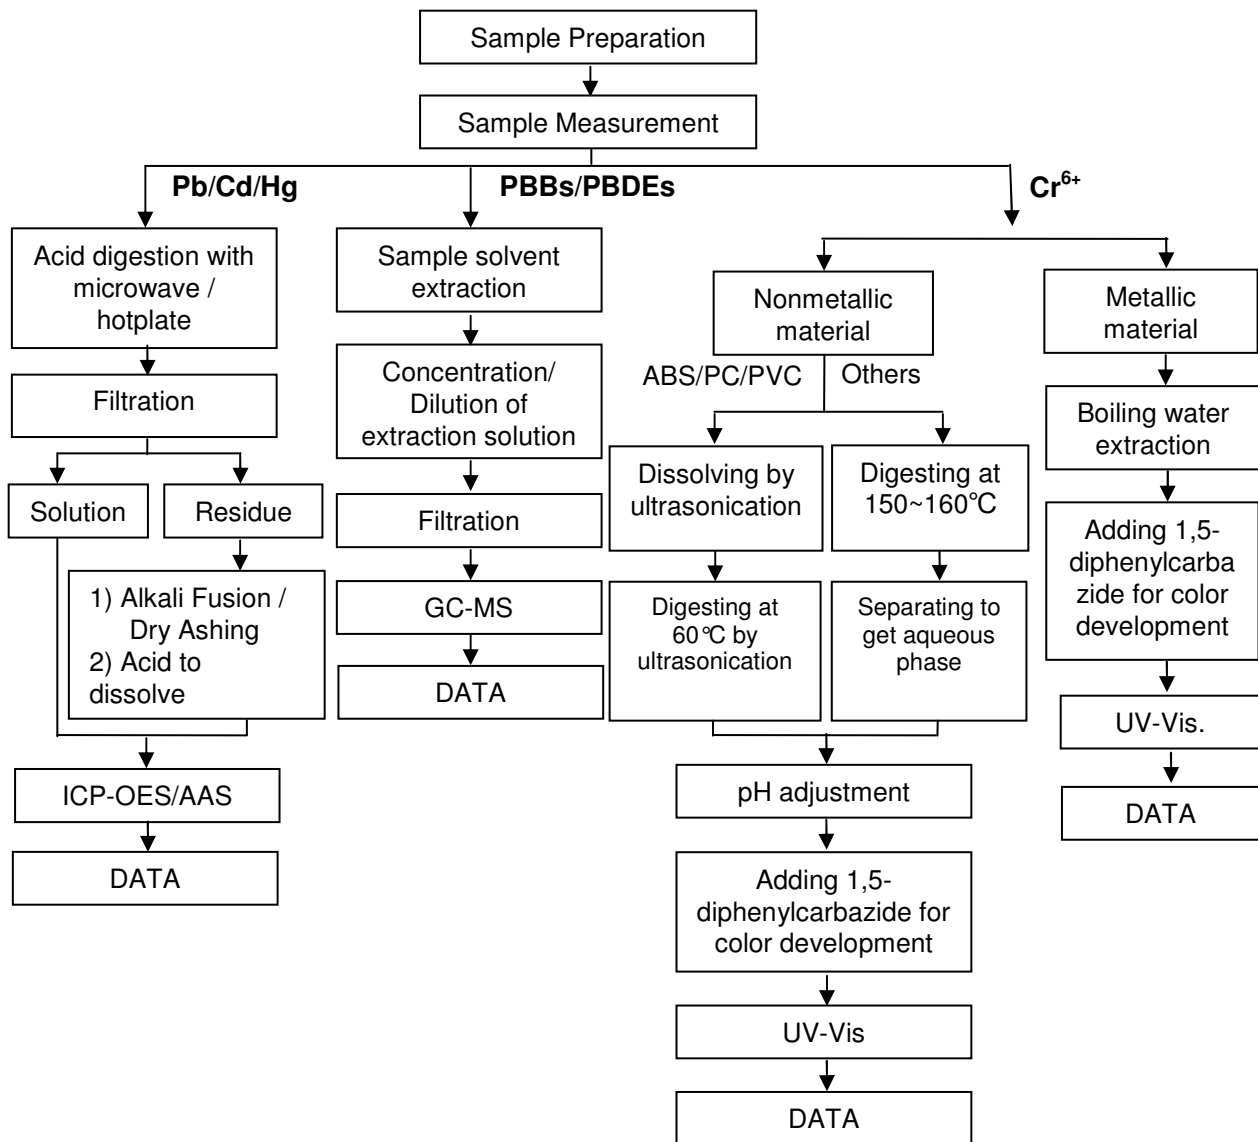 Sample Preparation
Sample Measurement
Pb/Cd/Hg
PBBs/PBDEs
Cr⁶⁺
Acid digestion with
microwave /
hotplate
Filtration
Solution
Residue
1) Alkali Fusion /
Dry Ashing
2) Acid to
dissolve
ICP-OES/AAS
DATA
Sample solvent
extraction
Concentration/
Dilution of
extraction solution
Filtration
GC-MS
DATA
Nonmetallic
material
ABS/PC/PVC
Others
Dissolving by
ultrasonication
Digesting at
60°C by
ultrasonication
Digesting at
150~160°C
Separating to
get aqueous
phase
pH adjustment
Adding 1,5-
diphenylcarbazide for
color development
UV-Vis
DATA
Metallic
material
Boiling water
extraction
Adding 1,5-
diphenylcarba
zide for color
development
UV-Vis.
DATA